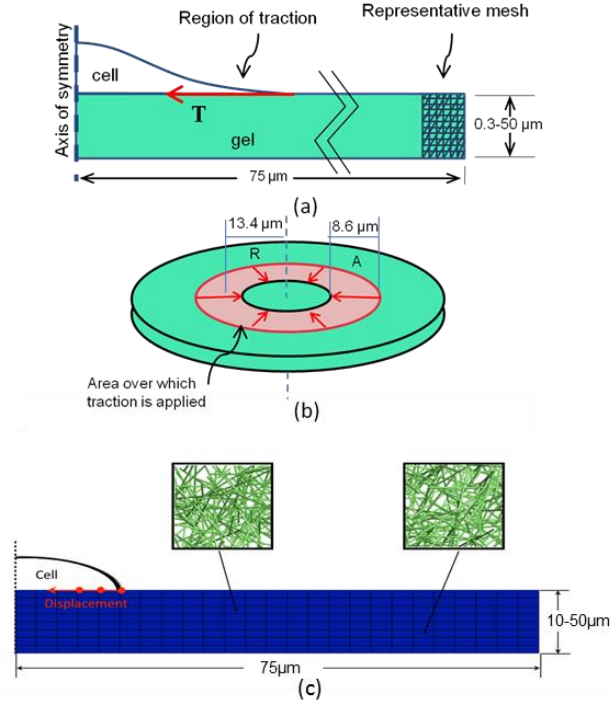 Region of traction
Representative mesh
Axis of symmetry
cell
T
gel
0.3-50 µm
75 µm
(a)
13.4 µm
8.6 µm
R
A
Area over which
traction is applied
(b)
Cell
Displacement
10-50µm
75µm
(c)